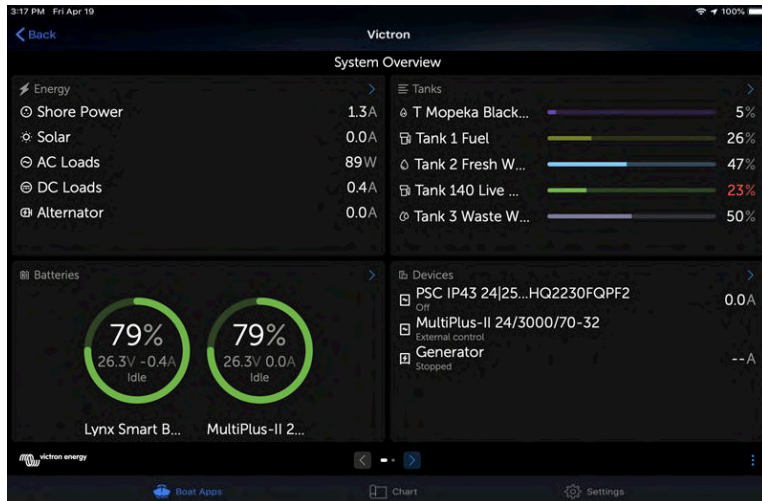 3:17 PM Fri Apr 19
100%
Back
Victron
System Overview
Energy
Shore Power 1.3A
Solar 0.0A
AC Loads 89W
DC Loads 0.4A
Alternator 0.0A
Tanks
T Mopeka Black... 5%
Tank 1 Fuel 26%
Tank 2 Fresh W... 47%
Tank 140 Live ... 23%
Tank 3 Waste W... 50%
Batteries
79%
26.3V -0.4A
Idle
Lynx Smart B...
79%
26.3V 0.0A
Idle
MultiPlus-II 2...
Devices
PSC IP43 24|25...HQ2230FQPF2 0.0A
Off
MultiPlus-II 24/3000/70-32
External control
Generator --A
Stopped
victron energy
Boat Apps
Chart
Settings